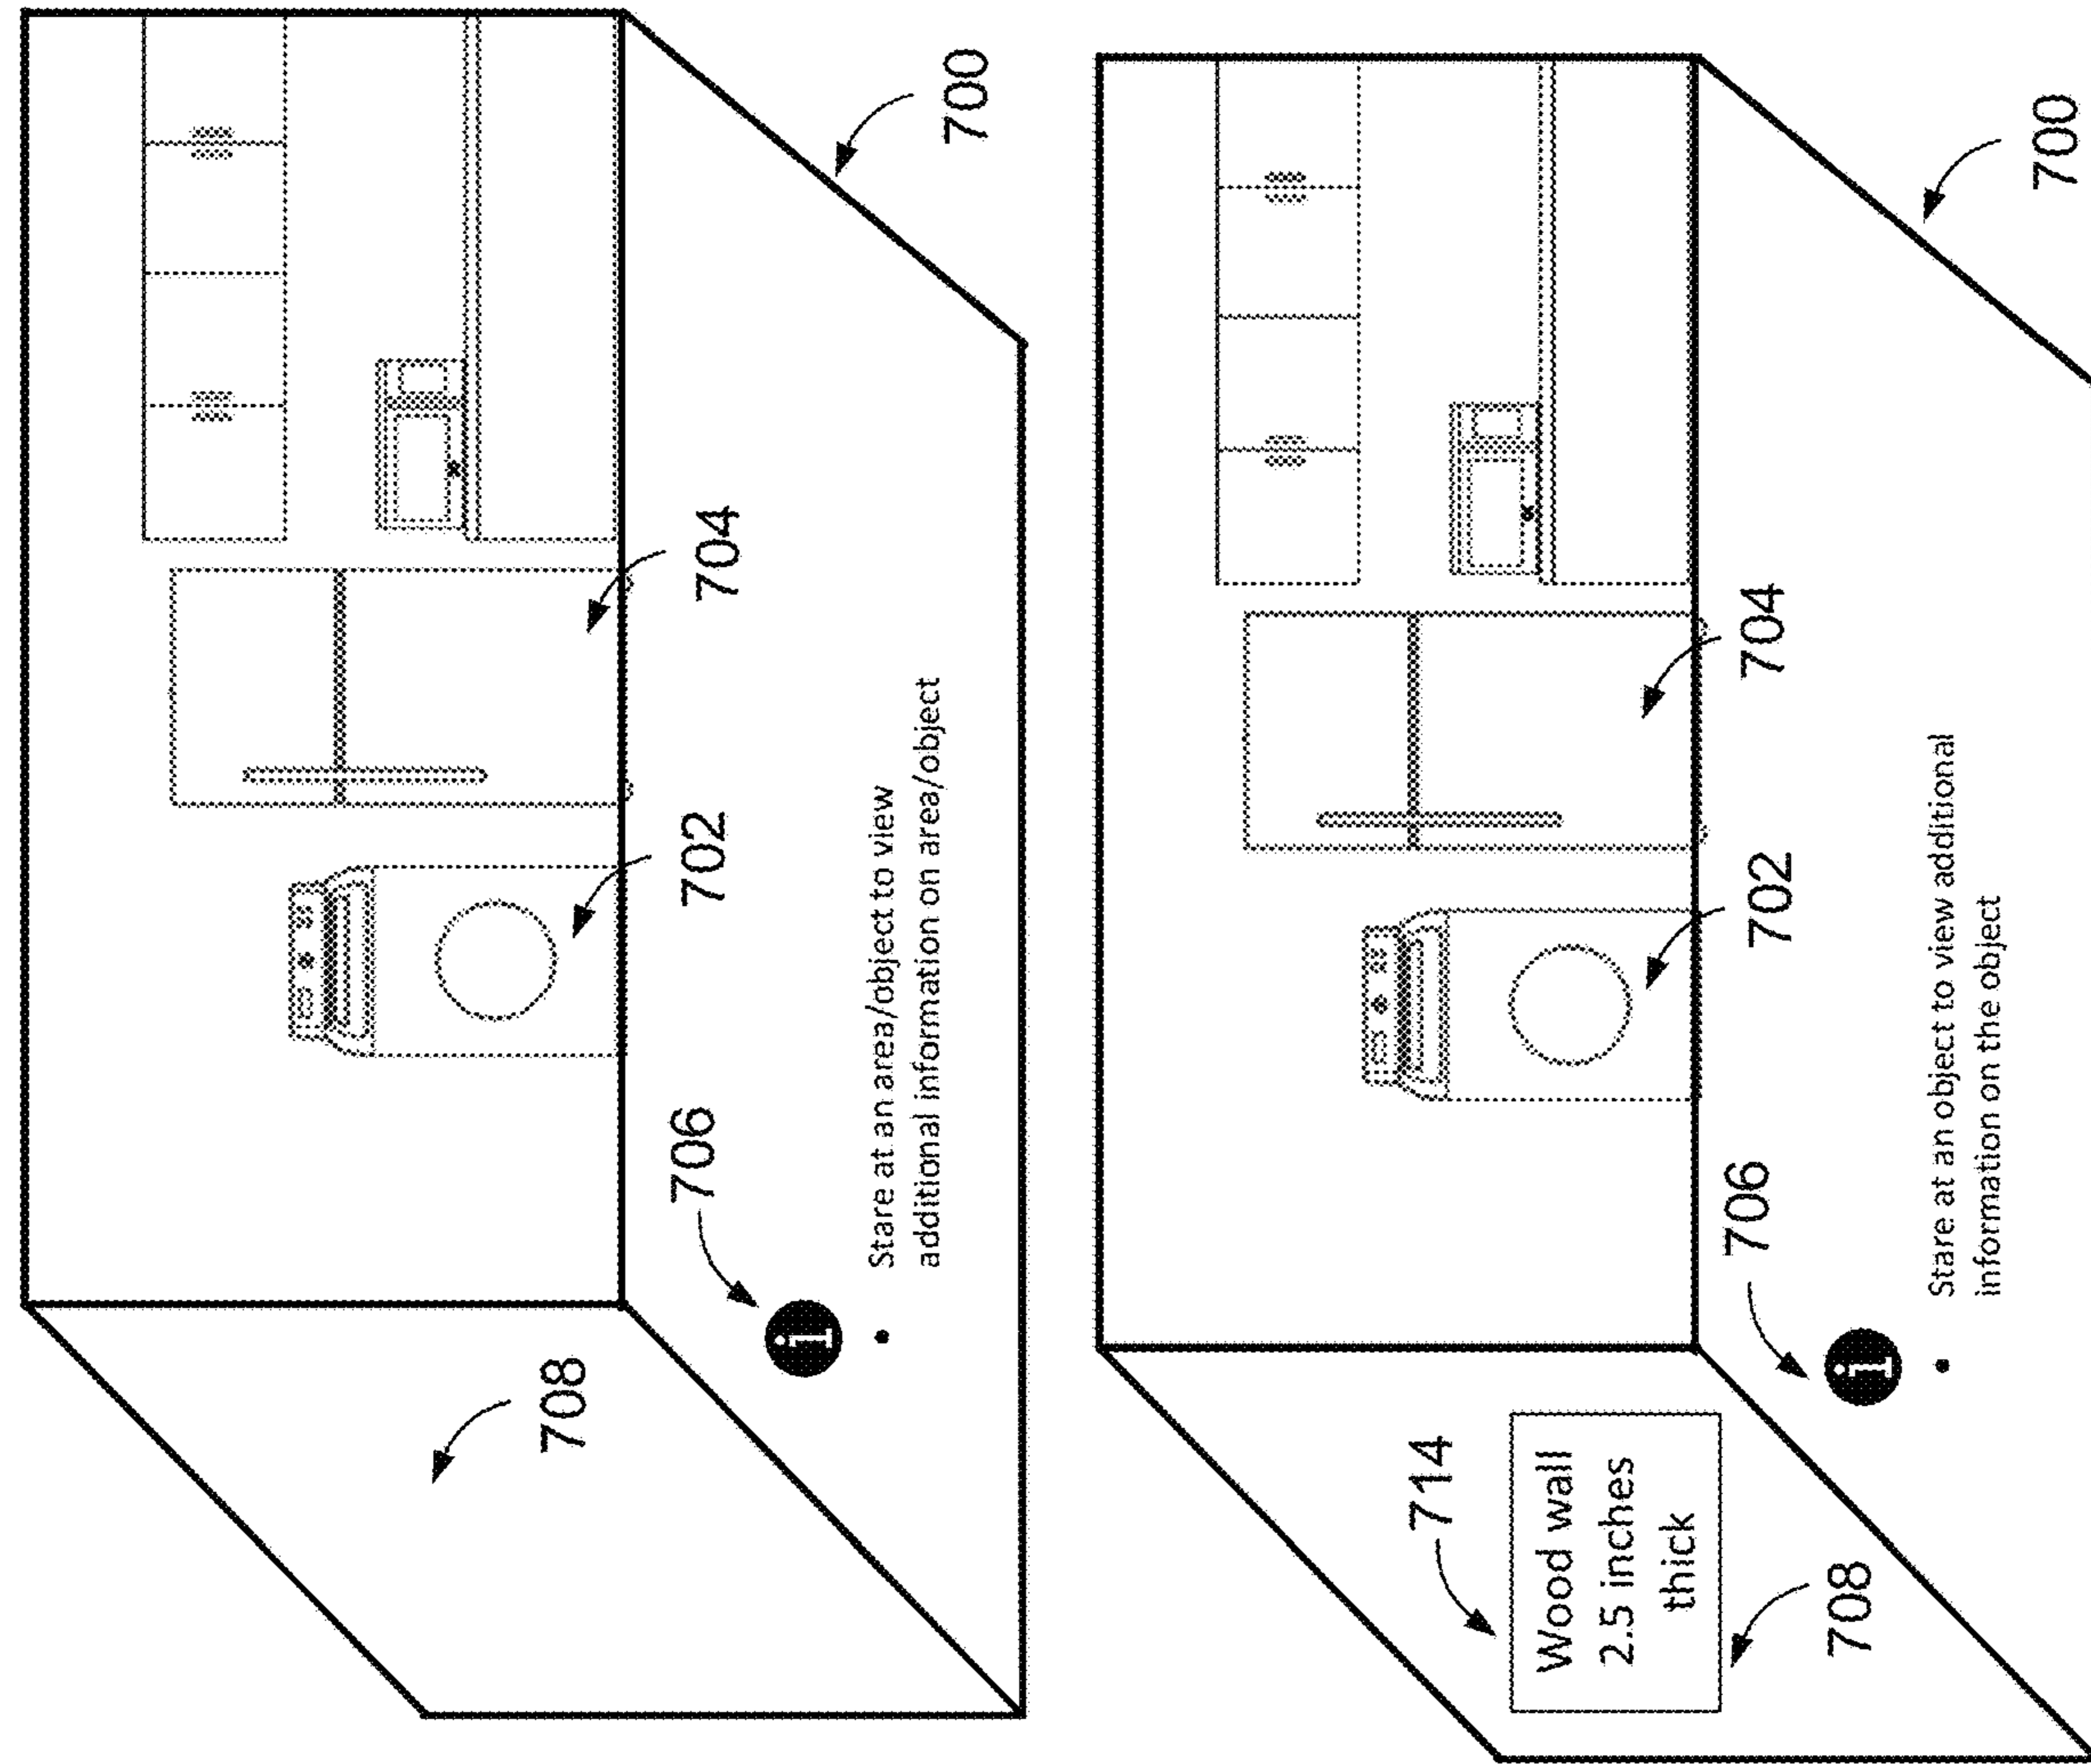 708
706
702
704
700
i
• Stare at an area/object to view
additional information on area/object
714
Wood wall
2.5 inches
thick
708
706
702
704
700
i
• Stare at an object to view additional
information on the object